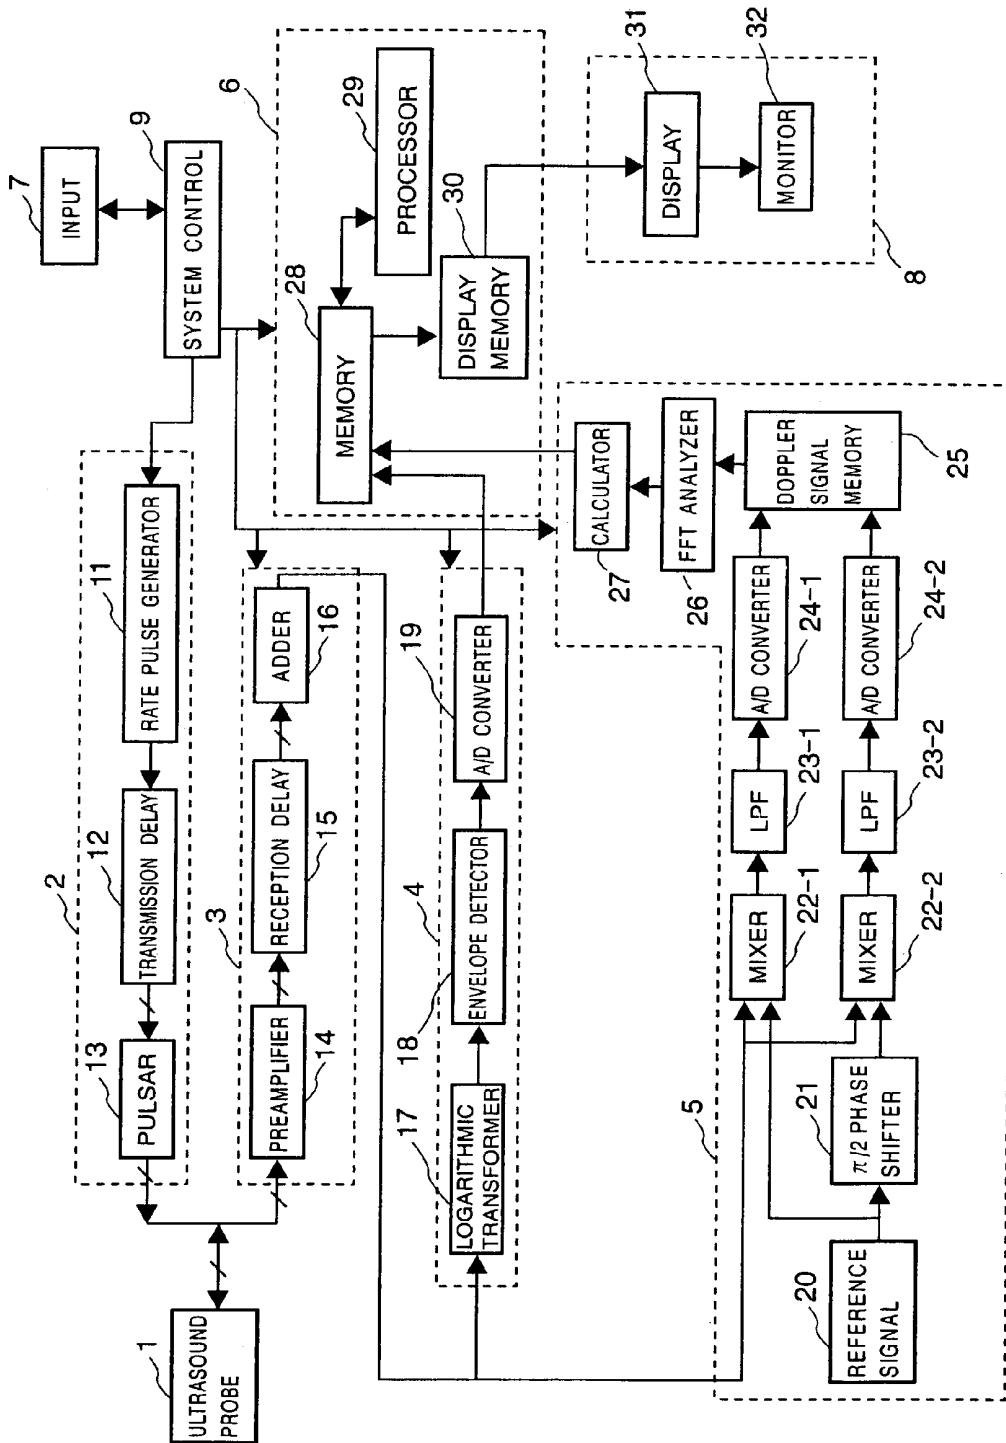 1
ULTRASOUND
PROBE
2
13
PULSAR
12
TRANSMISSION DELAY
11
RATE PULSE GENERATOR
7
INPUT
9
SYSTEM CONTROL
3
PREAMPLIFIER
14
RECEPTION DELAY
15
ADDER
16
4
17
LOGARITHMIC
TRANSFORMER
18
ENVELOPE DETECTOR
19
A/D CONVERTER
6
28
MEMORY
29
PROCESSOR
30
DISPLAY
MEMORY
31
DISPLAY
32
MONITOR
8
5
20
REFERENCE
SIGNAL
21
π/2 PHASE
SHIFTER
MIXER
22-1
LPF
23-1
A/D CONVERTER
24-1
MIXER
22-2
LPF
23-2
A/D CONVERTER
24-2
DOPPLER
SIGNAL
MEMORY
25
FFT ANALYZER
26
CALCULATOR
27